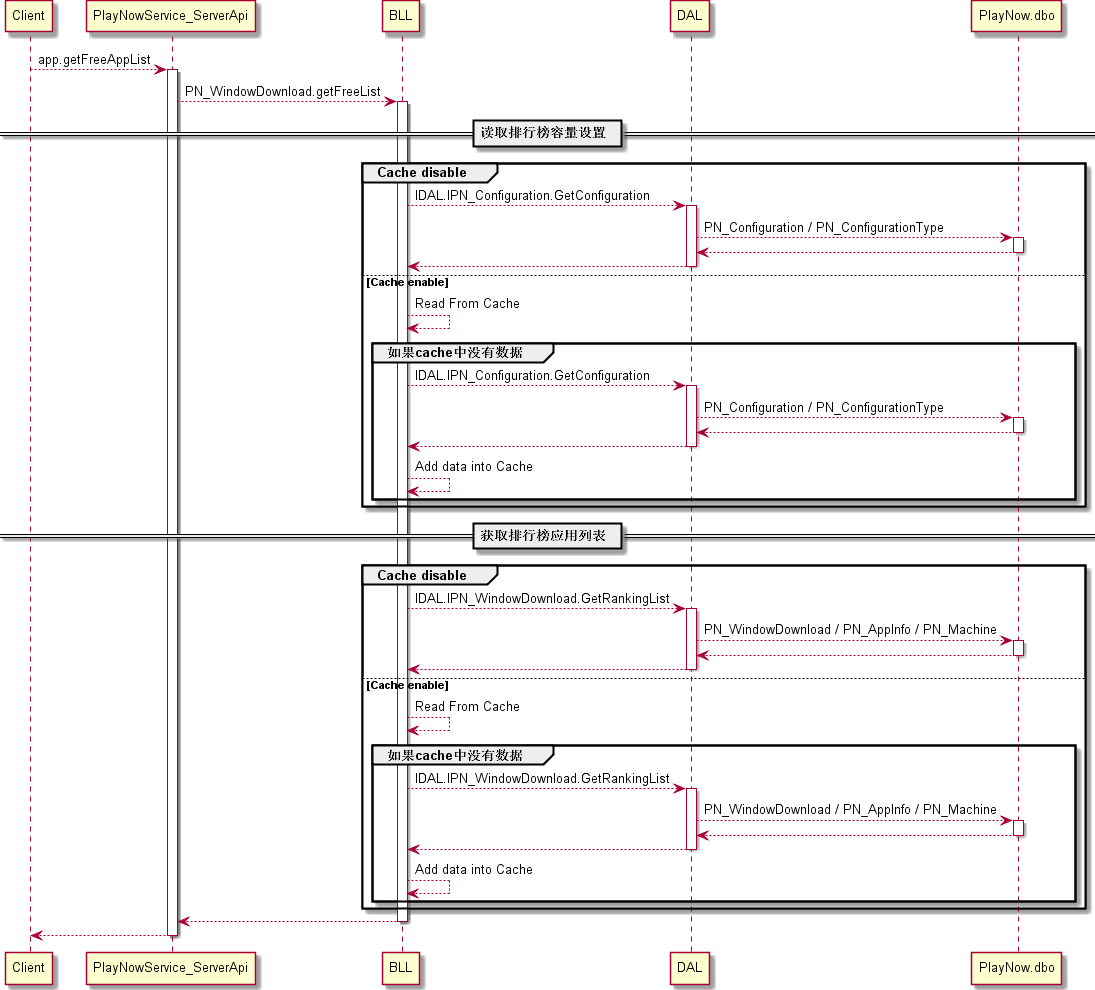 Client PlayNowService_ServerApi BLL DAL PlayNow.dbo
app.getFreeAppList
PN_WindowDownload.getFreeList
读取排行榜容量设置
Cache disable
IDAL.IPN_Configuration.GetConfiguration
PN_Configuration / PN_ConfigurationType
[Cache enable]
Read From Cache
如果cache中没有数据
IDAL.IPN_Configuration.GetConfiguration
PN_Configuration / PN_ConfigurationType
Add data into Cache
获取排行榜应用列表
Cache disable
IDAL.IPN_WindowDownload.GetRankingList
PN_WindowDownload / PN_AppInfo / PN_Machine
[Cache enable]
Read From Cache
如果cache中没有数据
IDAL.IPN_WindowDownload.GetRankingList
PN_WindowDownload / PN_AppInfo / PN_Machine
Add data into Cache
Client PlayNowService_ServerApi BLL DAL PlayNow.dbo